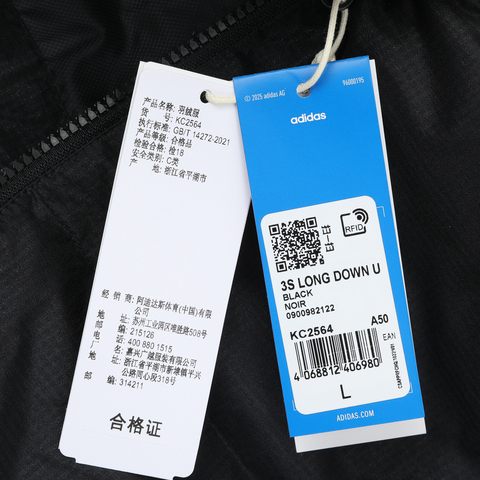 产品名称: 羽绒服
货 号: KC2564
执行标准: GB/T 14272-2021
产品等级: 合格品
检验合格: 检18
安全类别: C类
产 地: 浙江省平湖市
经 销 商: 阿迪达斯体育(中国)有限
公司
地 址: 苏州工业园区唯胜路508号
邮 编: 215126
电 话: 400 880 1515
厂 名: 嘉兴广越服装有限公司
地 址: 浙江省平湖市新埭镇平兴
公路同心段318号
邮 编: 314211
合格证
© 2025 adidas AG
96000195
adidas
RFID
3S LONG DOWN U
BLACK
NOIR
0900982122
KC2564 A50
EAN
4 068812 406980
L
ADIDAS.COM